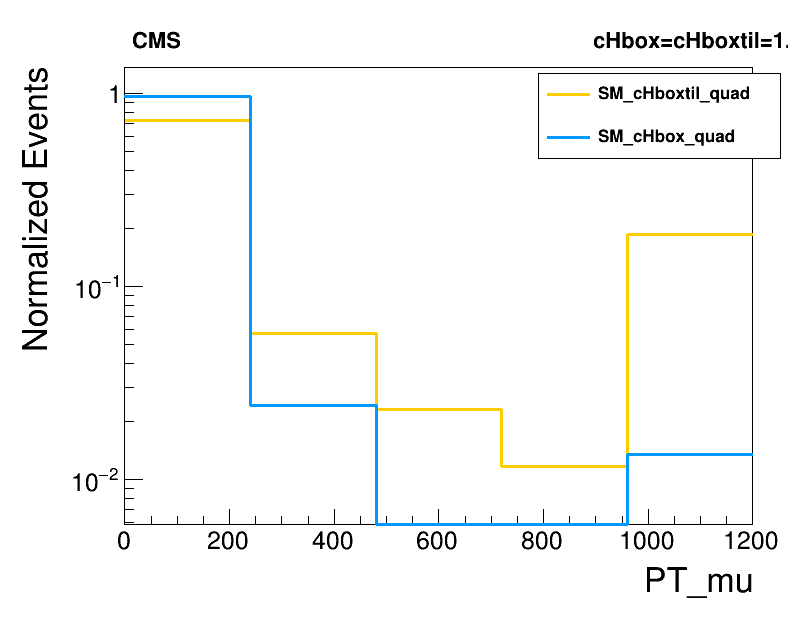 CMS
cHbox=cHboxtil=1.
SM_cHboxtil_quad
SM_cHbox_quad
Normalized Events
1
10⁻¹
10⁻²
0 200 400 600 800 1000 1200
PT_mu